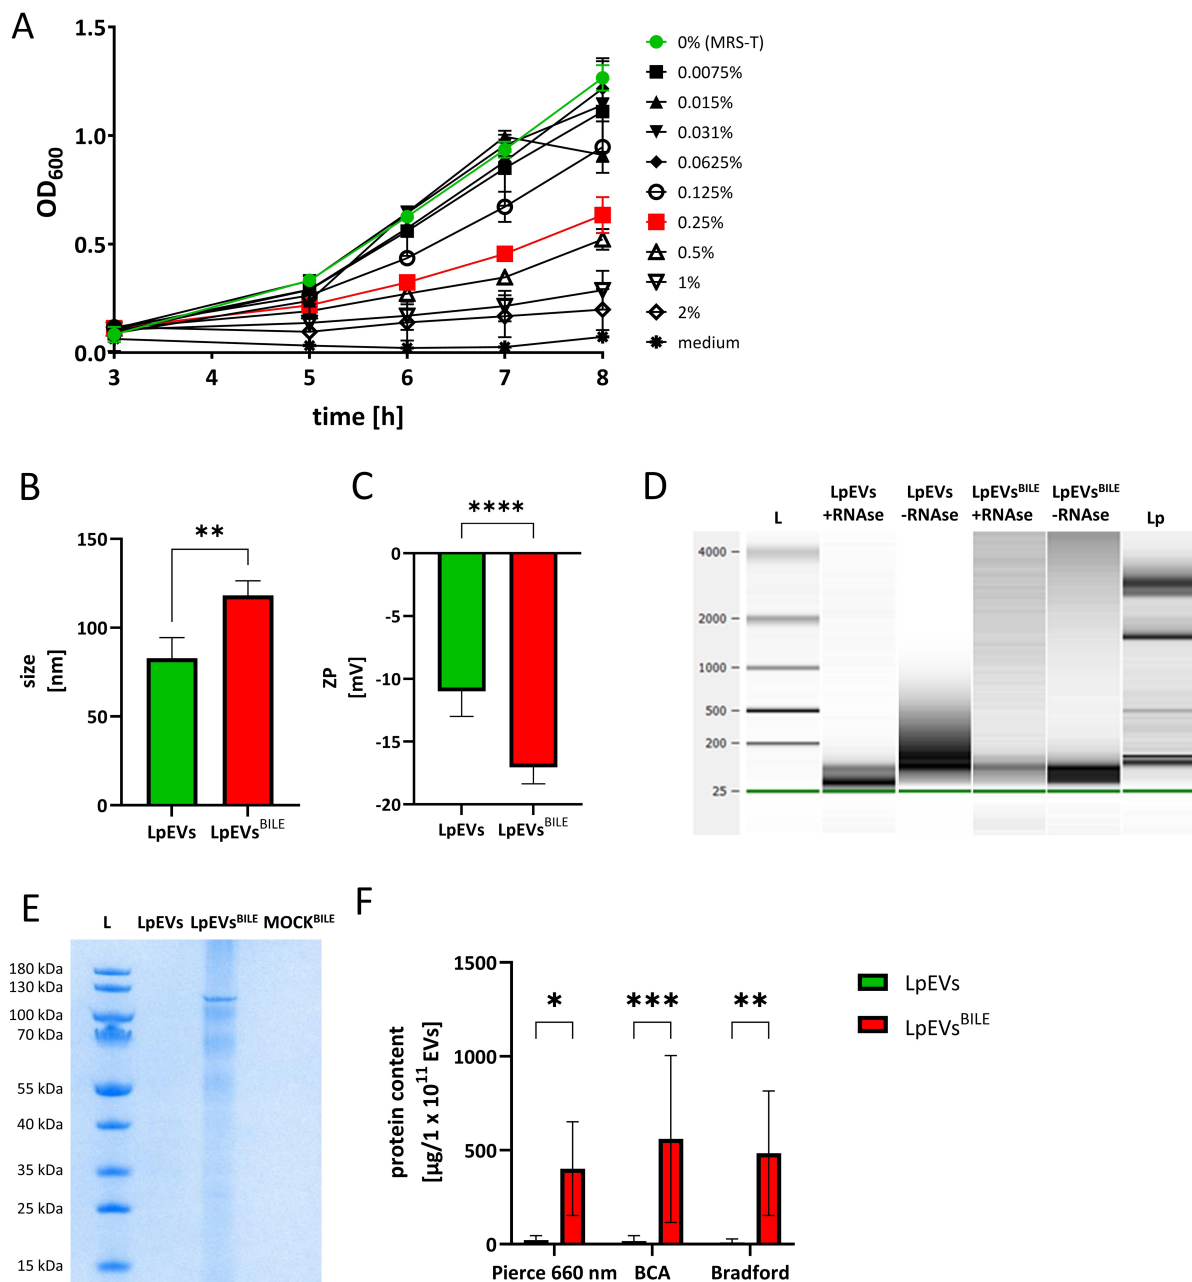 A
1.5
1.0
0.5
0.0
OD600
3 4 5 6 7 8
time [h]
0% (MRS-T)
0.0075%
0.015%
0.031%
0.0625%
0.125%
0.25%
0.5%
1%
2%
medium
B
**
150
100
50
0
size
[nm]
LpEVs LpEVsBILE
C
****
0
-5
-10
-15
-20
ZP
[mV]
LpEVs LpEVsBILE
D
L
LpEVs
+RNAse
LpEVs
-RNAse
LpEVsBILE
+RNAse
LpEVsBILE
-RNAse
Lp
4000
2000
1000
500
200
25
E
L LpEVs LpEVsBILE MOCKBILE
180 kDa
130 kDa
100 kDa
70 kDa
55 kDa
40 kDa
35 kDa
25 kDa
15 kDa
F
* *** **
1500
1000
500
0
protein content
[µg/1 x 1011 EVs]
Pierce 660 nm BCA Bradford
LpEVs
LpEVsBILE